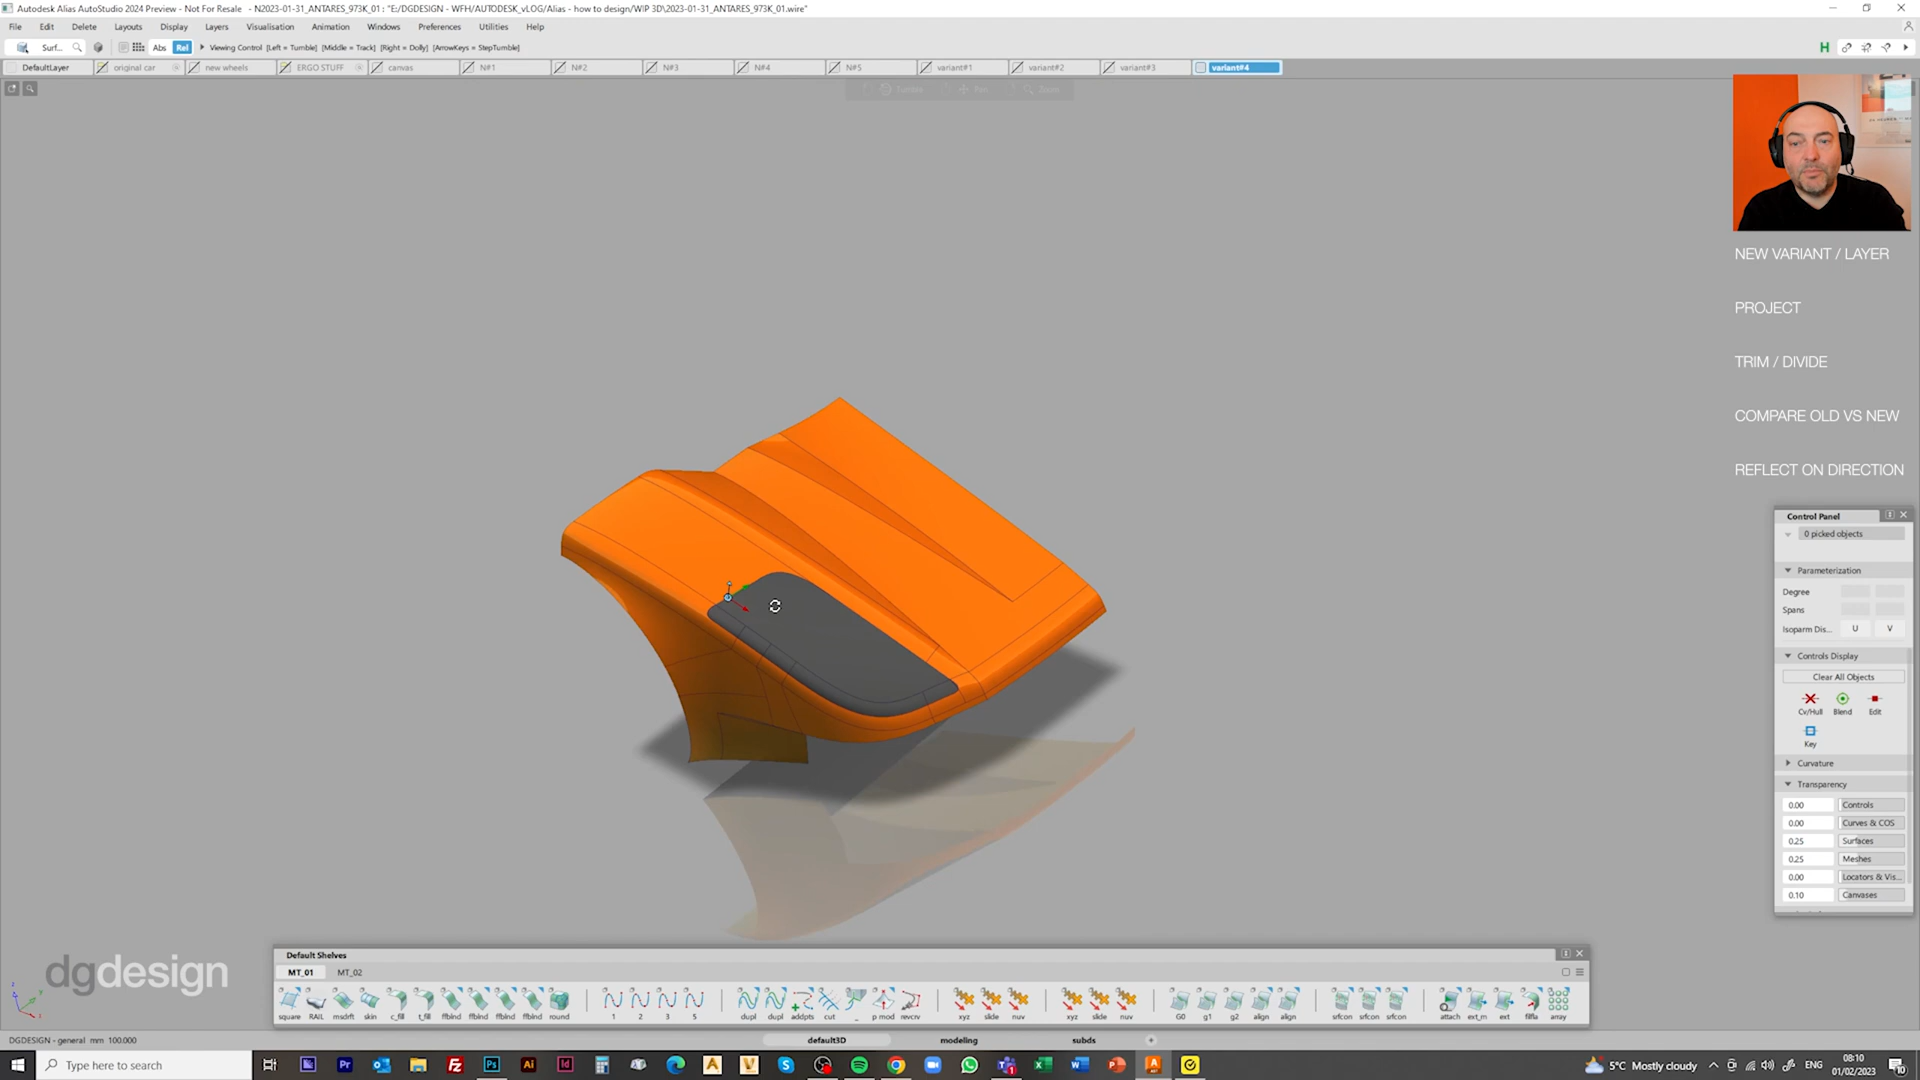 Autodesk Alias AutoStudio 2024 Preview - Not For Resale - N2023-01-31_ANTARES_973K_01 : "E:/DGDESIGN - WFH/AUTODESK_vLOG/Alias - how to design/WIP 3D\2023-01-31_ANTARES_973K_01.wire"
File Edit Delete Layouts Display Layers Visualisation Animation Windows Preferences Utilities Help
Surf... Abs Rel Viewing Control [Left = Tumble] [Middle = Track] [Right = Dolly] [ArrowKeys = StepTumble] H
DefaultLayer original car new wheels ERGO STUFF canvas N#1 N#2 N#3 N#4 N#5 variant#1 variant#2 variant#3 variant#4
Tumble Pan Zoom
NEW VARIANT / LAYER
PROJECT
TRIM / DIVIDE
COMPARE OLD VS NEW
REFLECT ON DIRECTION
Control Panel
0 picked objects
Parameterization
Degree
Spans
Isoparm Dis... U V
Controls Display
Clear All Objects
Cv/Hull Blend Edit
Key
Curvature
Transparency
0.00 Controls
0.00 Curves & COS
0.25 Surfaces
0.25 Meshes
0.00 Locators & Vis...
0.10 Canvases
dgdesign
Default Shelves
MT_01 MT_02
square RAIL msdrft skin c_fill t_fill ffblnd ffblnd ffblnd ffblnd round 1 2 3 5 dupl dupl addpts cut _ p mod revcrv xyz slide nuv xyz slide nuv G0 g1 g2 align align srfcon srfcon srfcon attach ext_m ext filfla array
DGDESIGN - general mm 100.000
default3D modeling subds +
Type here to search
5°C Mostly cloudy ENG
08:10
01/02/2023